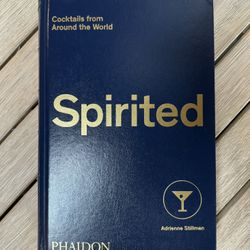 Cocktails from
Around the World
Spirited
Adrienne Stillman
PHAIDON